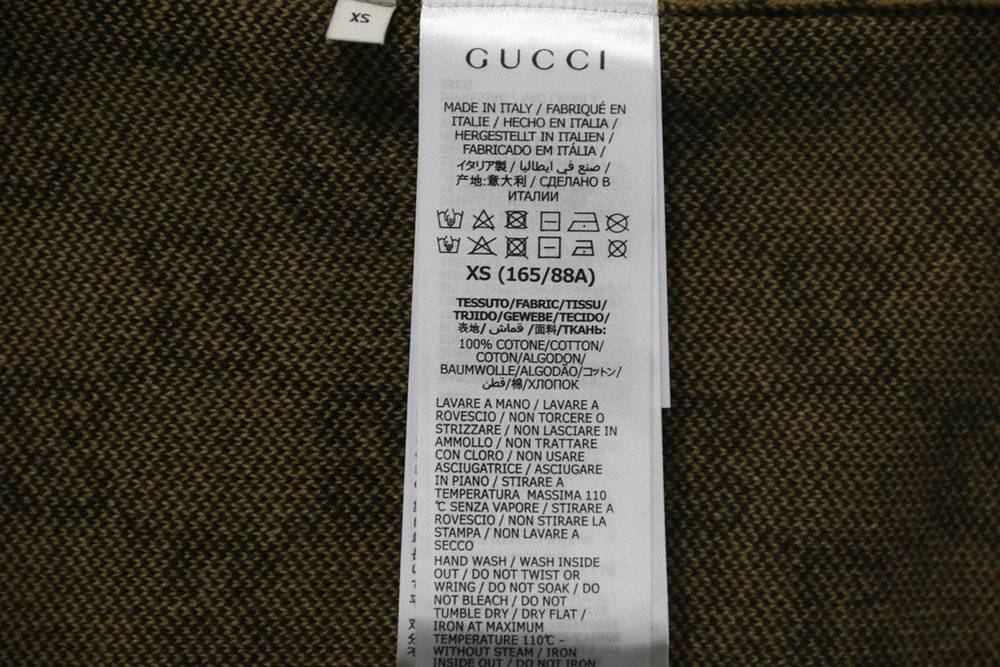 XS
GUCCI
MADE IN ITALY / FABRIQUÉ EN
ITALIE / HECHO EN ITALIA /
HERGESTELLT IN ITALIEN /
FABRICADO EM ITÁLIA /
イタリア製 / صنع في ايطاليا /
产地:意大利 / СДЕЛАНО В
ИТАЛИИ
XS (165/88A)
TESSUTO/FABRIC/TISSU/
TRJIDO/GEWEBE/TECIDO/
表地/ قماش /面料/ТКАНЬ:
100% COTONE/COTTON/
COTON/ALGODON/
BAUMWOLLE/ALGODÃO/コットン/
قطن/棉/ХЛОПОК
LAVARE A MANO / LAVARE A
ROVESCIO / NON TORCERE O
STRIZZARE / NON LASCIARE IN
AMMOLLO / NON TRATTARE
CON CLORO / NON USARE
ASCIUGATRICE / ASCIUGARE
IN PIANO / STIRARE A
TEMPERATURA MASSIMA 110
℃ SENZA VAPORE / STIRARE A
ROVESCIO / NON STIRARE LA
STAMPA / NON LAVARE A
SECCO
HAND WASH / WASH INSIDE
OUT / DO NOT TWIST OR
WRING / DO NOT SOAK / DO
NOT BLEACH / DO NOT
TUMBLE DRY / DRY FLAT /
IRON AT MAXIMUM
TEMPERATURE 110℃ -
WITHOUT STEAM / IRON
INSIDE OUT / DO NOT IRON